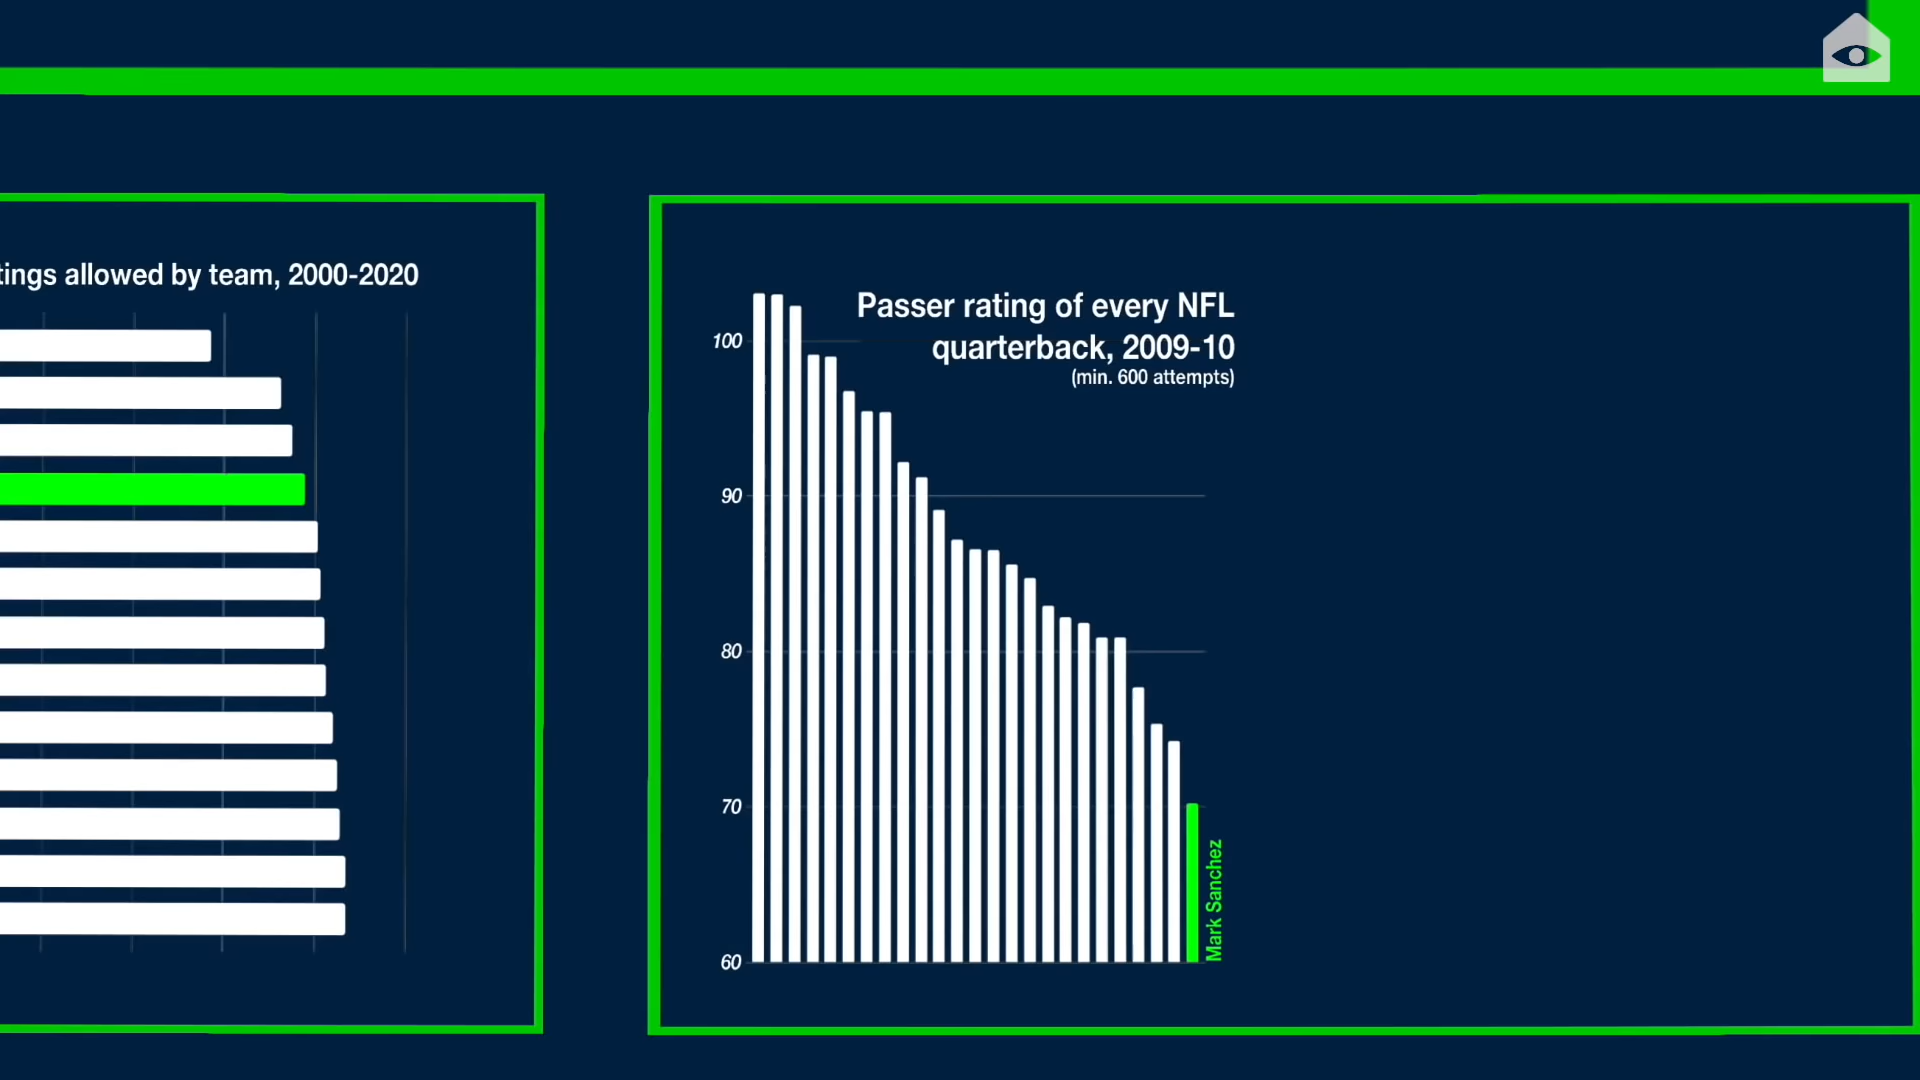 tings allowed by team, 2000-2020
Passer rating of every NFL
quarterback, 2009-10
(min. 600 attempts)
100
90
80
70
60
Mark Sanchez